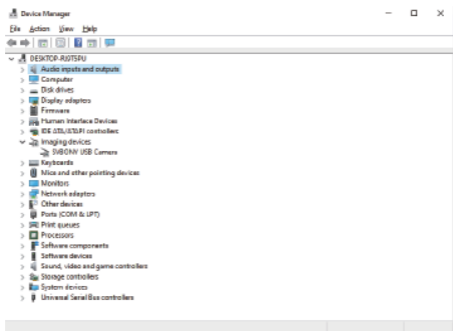 Device Manager
File Action View Help
DESKTOP-RJ9T5PU
Audio inputs and outputs
Computer
Disk drives
Display adapters
Firmware
Human Interface Devices
IDE ATA/ATAPI controllers
Imaging devices
SVBONY USB Camera
Keyboards
Mice and other pointing devices
Monitors
Network adapters
Other devices
Ports (COM & LPT)
Print queues
Processors
Software components
Software devices
Sound, video and game controllers
Storage controllers
System devices
Universal Serial Bus controllers